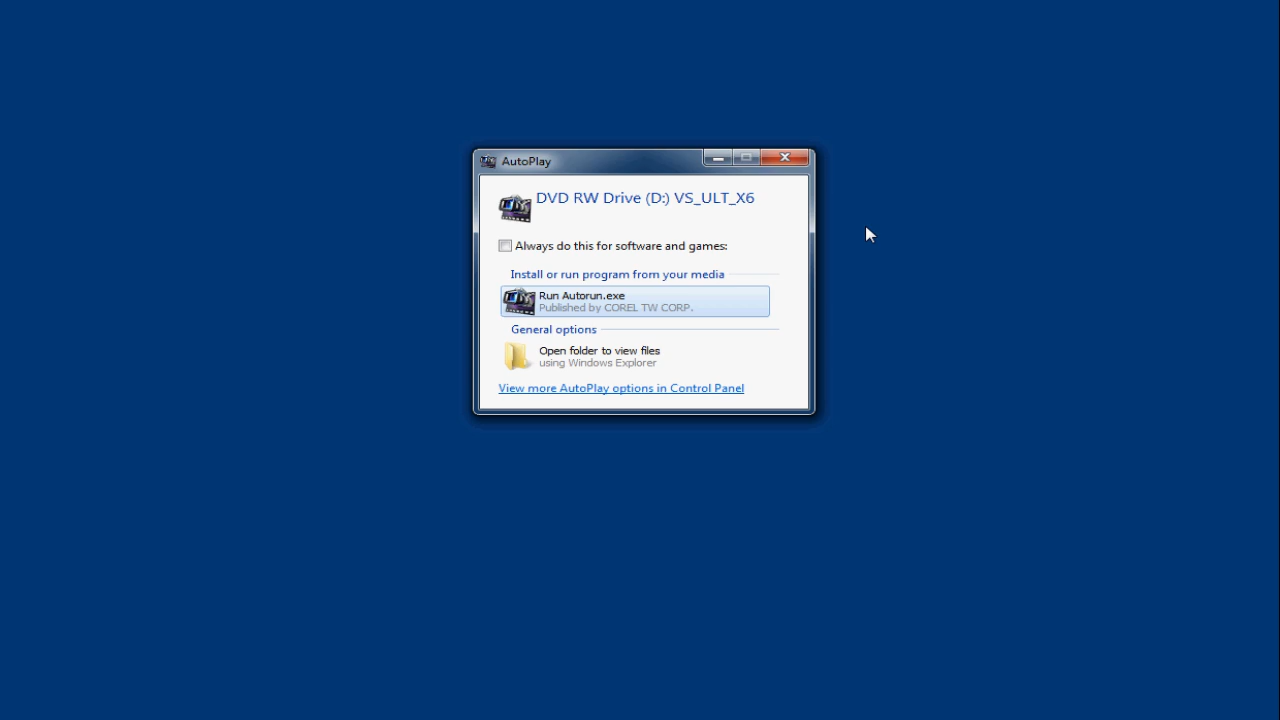 AutoPlay
DVD RW Drive (D:) VS_ULT_X6
Always do this for software and games:
Install or run program from your media
Run Autorun.exe
Published by COREL TW CORP.
General options
Open folder to view files
using Windows Explorer
View more AutoPlay options in Control Panel